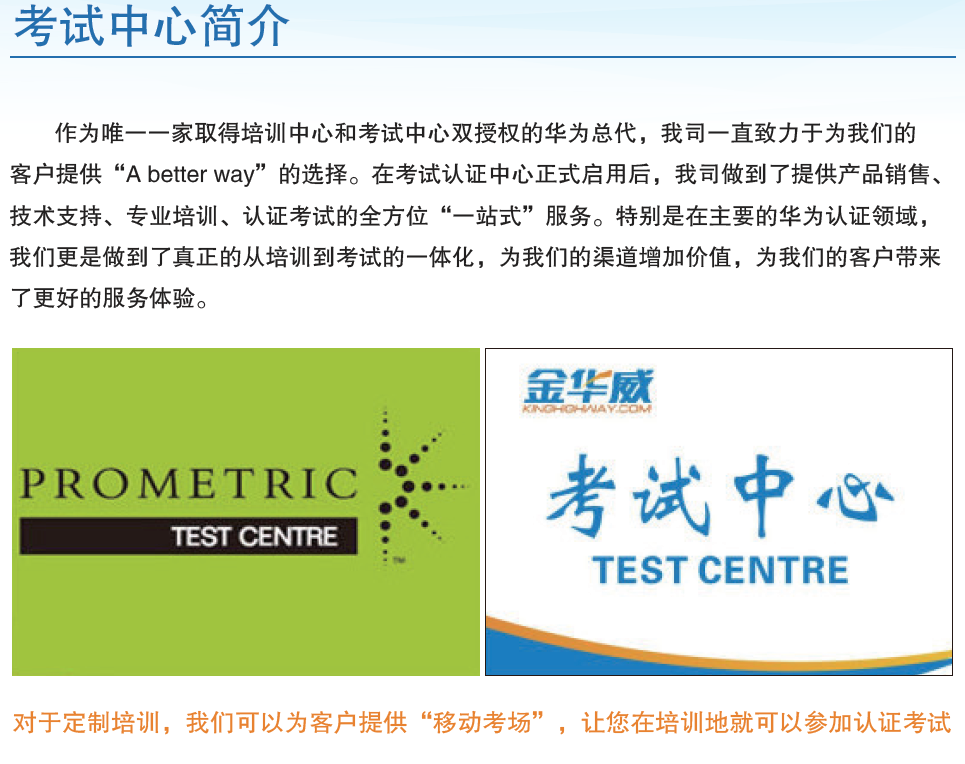 考试中心简介
作为唯一一家取得培训中心和考试中心双授权的华为总代，我司一直致力于为我们的
客户提供“A better way”的选择。在考试认证中心正式启用后，我司做到了提供产品销售、
技术支持、专业培训、认证考试的全方位“一站式”服务。特别是在主要的华为认证领域，
我们更是做到了真正的从培训到考试的一体化，为我们的渠道增加价值，为我们的客户带来
了更好的服务体验。
PROMETRIC
TEST CENTRE
TM
金华威
KINGHIGHWAY.COM
考试中心
TEST CENTRE
对于定制培训，我们可以为客户提供“移动考场”，让您在培训地就可以参加认证考试